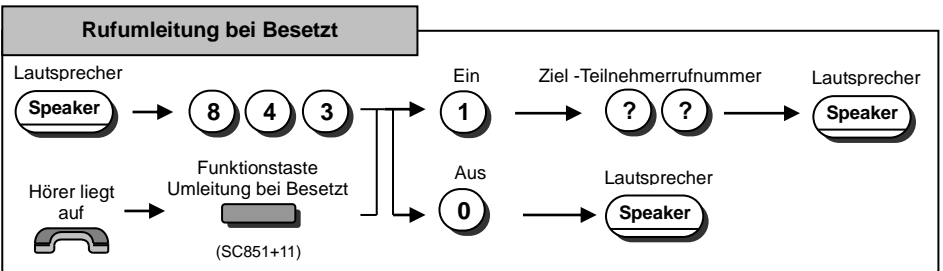 Rufumleitung bei Besetzt
Lautsprecher
Speaker
8 4 3
Ein
1
Ziel -Teilnehmerrufnummer
? ?
Lautsprecher
Speaker
Hörer liegt
auf
Funktionstaste
Umleitung bei Besetzt
(SC851+11)
Aus
0
Lautsprecher
Speaker